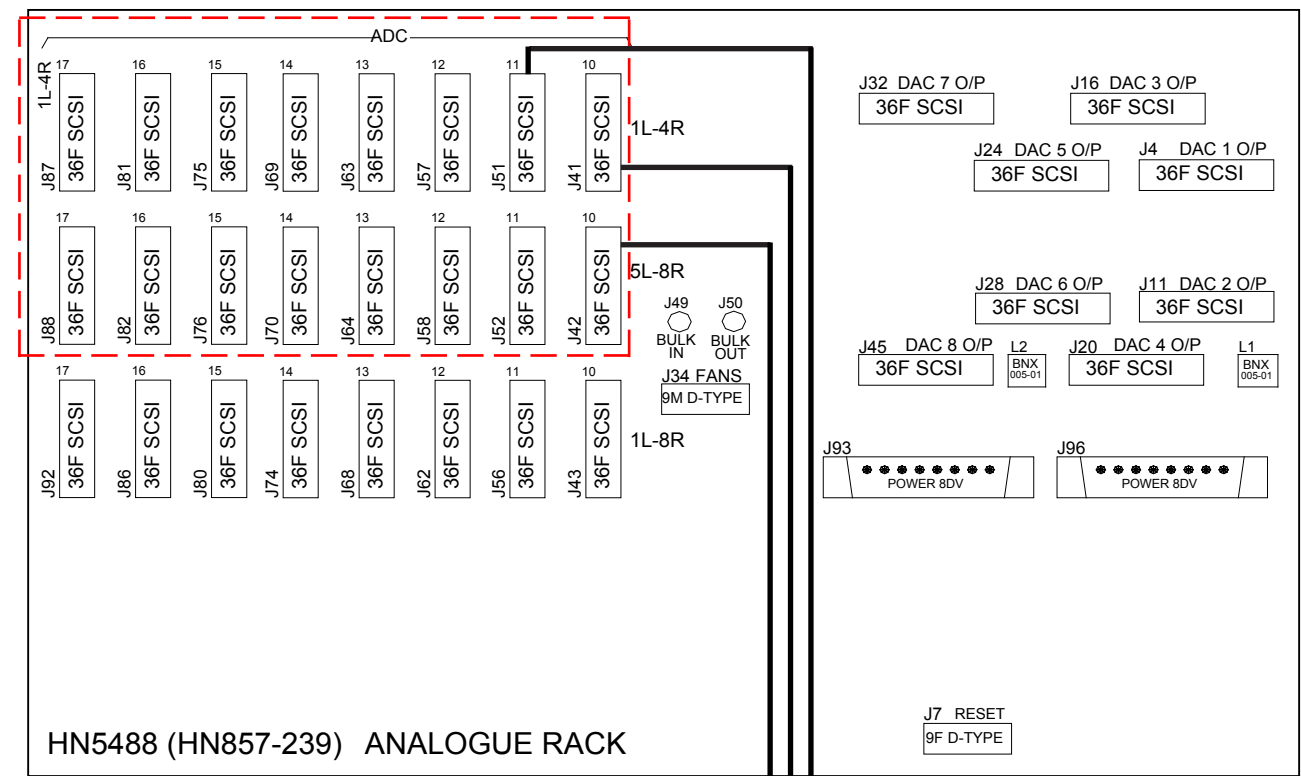 ADC
1L-4R
17 16 15 14 13 12 11 10
J87 36F SCSI J81 36F SCSI J75 36F SCSI J69 36F SCSI J63 36F SCSI J57 36F SCSI J51 36F SCSI J41 36F SCSI
1L-4R
17 16 15 14 13 12 11 10
J88 36F SCSI J82 36F SCSI J76 36F SCSI J70 36F SCSI J64 36F SCSI J58 36F SCSI J52 36F SCSI J42 36F SCSI
5L-8R
17 16 15 14 13 12 11 10
J92 36F SCSI J86 36F SCSI J80 36F SCSI J74 36F SCSI J68 36F SCSI J62 36F SCSI J56 36F SCSI J43 36F SCSI
1L-8R
J49
BULK
IN
J50
BULK
OUT
J34 FANS
9M D-TYPE
J32 DAC 7 O/P
36F SCSI
J16 DAC 3 O/P
36F SCSI
J24 DAC 5 O/P
36F SCSI
J4 DAC 1 O/P
36F SCSI
J28 DAC 6 O/P
36F SCSI
J11 DAC 2 O/P
36F SCSI
J45 DAC 8 O/P
36F SCSI
L2
BNX
005-01
J20 DAC 4 O/P
36F SCSI
L1
BNX
005-01
J93
POWER 8DV
J96
POWER 8DV
J7 RESET
9F D-TYPE
HN5488 (HN857-239) ANALOGUE RACK